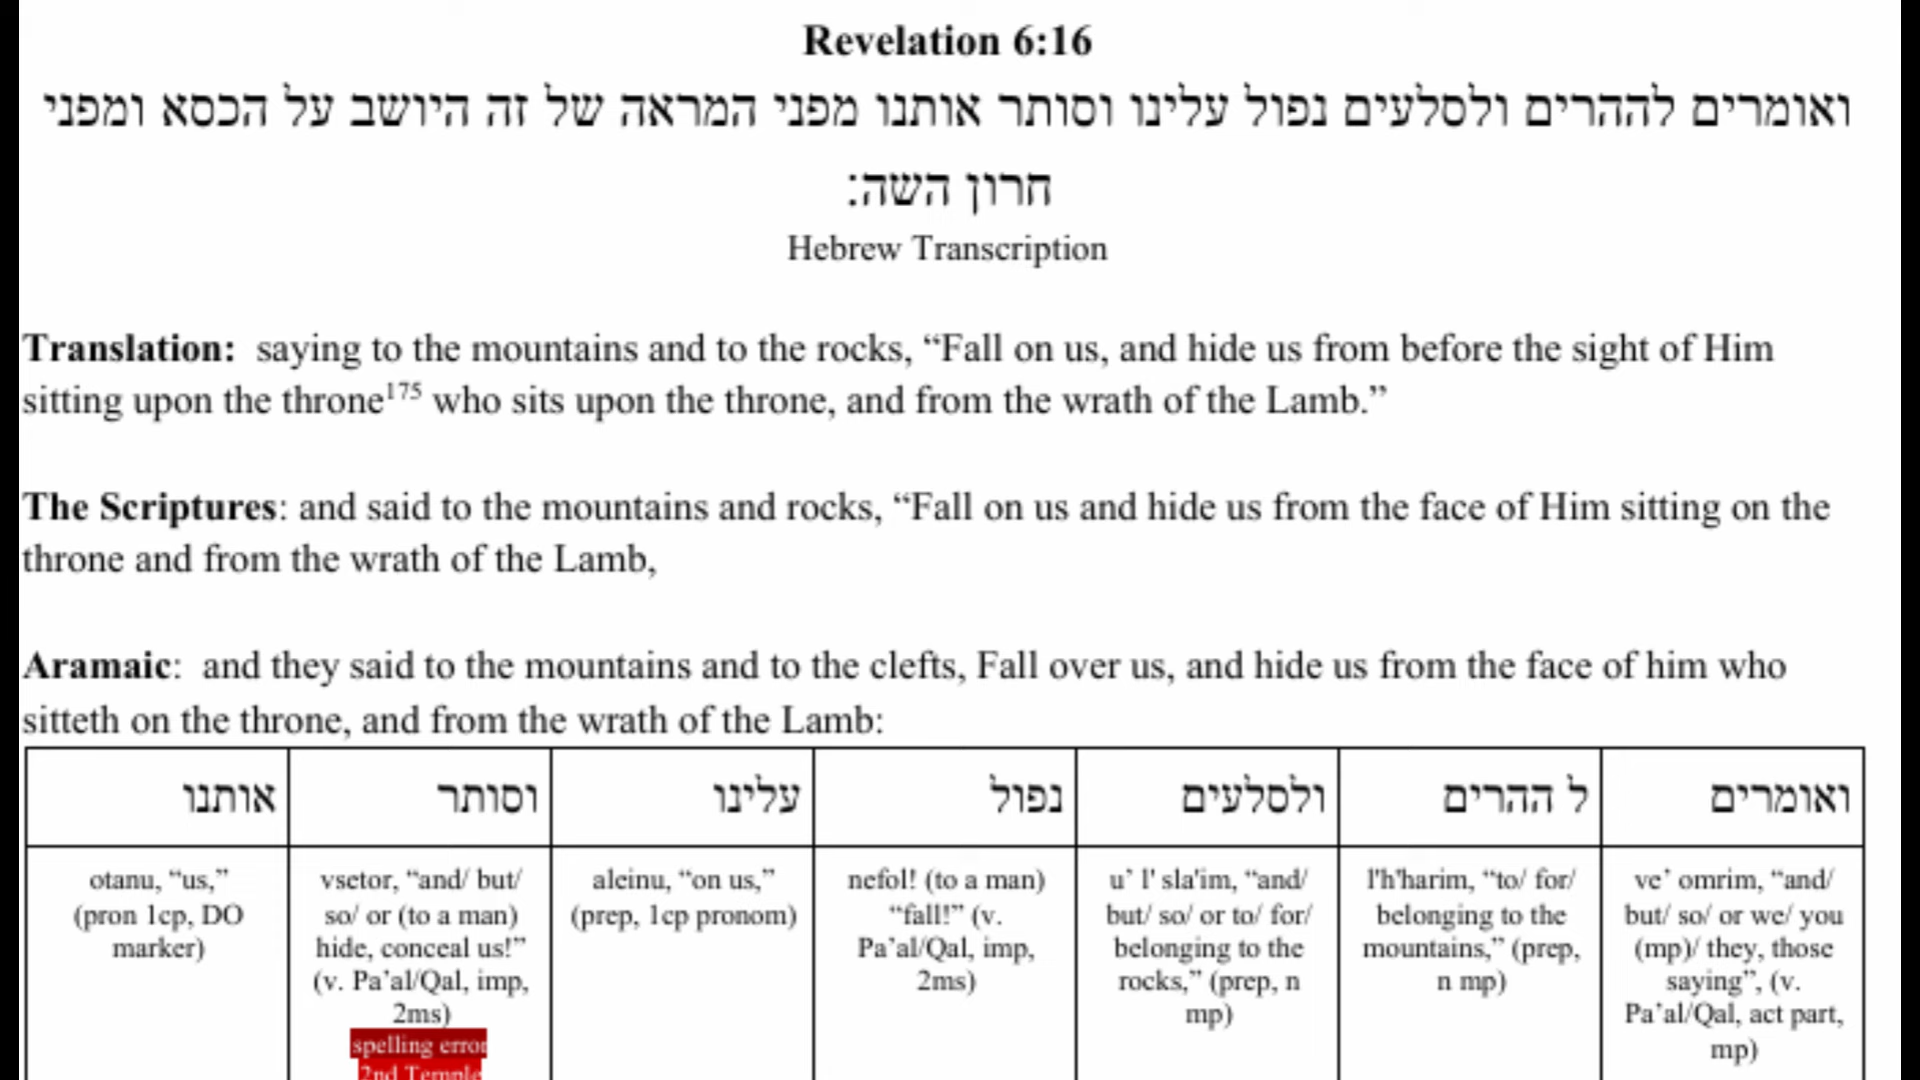 Revelation 6:16
ואומרים לההרים ולסלעים נפול עלינו וסותר אותנו מפני המראה של זה היושב על הכסא ומפני
חרון השה:
Hebrew Transcription
Translation: saying to the mountains and to the rocks, “Fall on us, and hide us from before the sight of Him
sitting upon the throne175 who sits upon the throne, and from the wrath of the Lamb.”
The Scriptures: and said to the mountains and rocks, “Fall on us and hide us from the face of Him sitting on the
throne and from the wrath of the Lamb,
Aramaic: and they said to the mountains and to the clefts, Fall over us, and hide us from the face of him who
sitteth on the throne, and from the wrath of the Lamb:
ואומרים
ל ההרים
ולסלעים
נפול
עלינו
וסותר
אותנו
otanu, “us,”
(pron 1cp, DO
marker)
vsetor, “and/ but/
so/ or (to a man)
hide, conceal us!”
(v. Pa’al/Qal, imp,
2ms)
spelling error
2nd Temple
aleinu, “on us,”
(prep, 1cp pronom)
nefol! (to a man)
“fall!” (v.
Pa’al/Qal, imp,
2ms)
u’ l' sla'im, “and/
but/ so/ or to/ for/
belonging to the
rocks,” (prep, n
mp)
l'h'harim, “to/ for/
belonging to the
mountains,” (prep,
n mp)
ve’ omrim, “and/
but/ so/ or we/ you
(mp)/ they, those
saying”, (v.
Pa’al/Qal, act part,
mp)